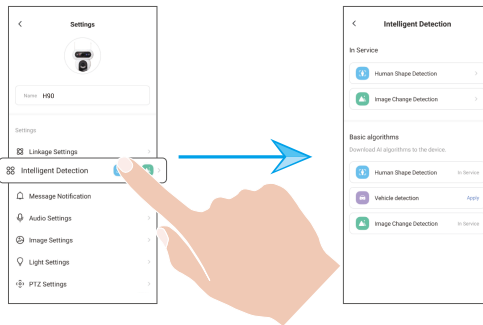 Settings
Name H90
Settings
Linkage Settings
Intelligent Detection
Message Notification
Audio Settings
Image Settings
Light Settings
PTZ Settings
Intelligent Detection
In Service
Human Shape Detection
Image Change Detection
Basic algorithms
Download AI algorithms to the device.
Human Shape Detection In Service
Vehicle detection Apply
Image Change Detection In Service